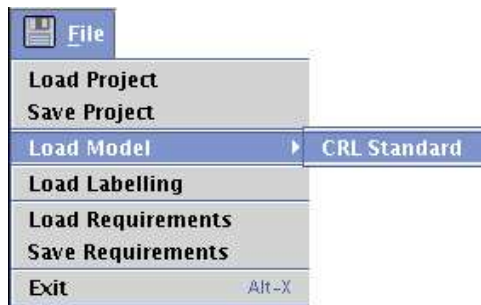 File
Load Project
Save Project
Load Model CRL Standard
Load Labelling
Load Requirements
Save Requirements
Exit Alt-X